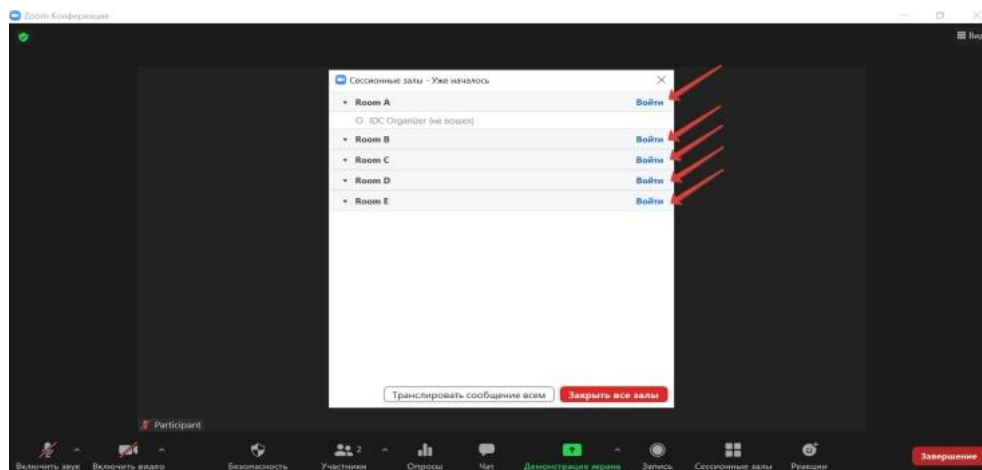 Zoom Конференция
Вид
Сессионные залы - Уже началось
Room A Войти
IDC Organizer (не вошел)
Room B Войти
Room C Войти
Room D Войти
Room E Войти
Транслировать сообщение всем Закрыть все залы
Participant
2
Включить звук Включить видео Безопасность Участники Опросы Чат Демонстрация экрана Запись Сессионные залы Реакции Завершение